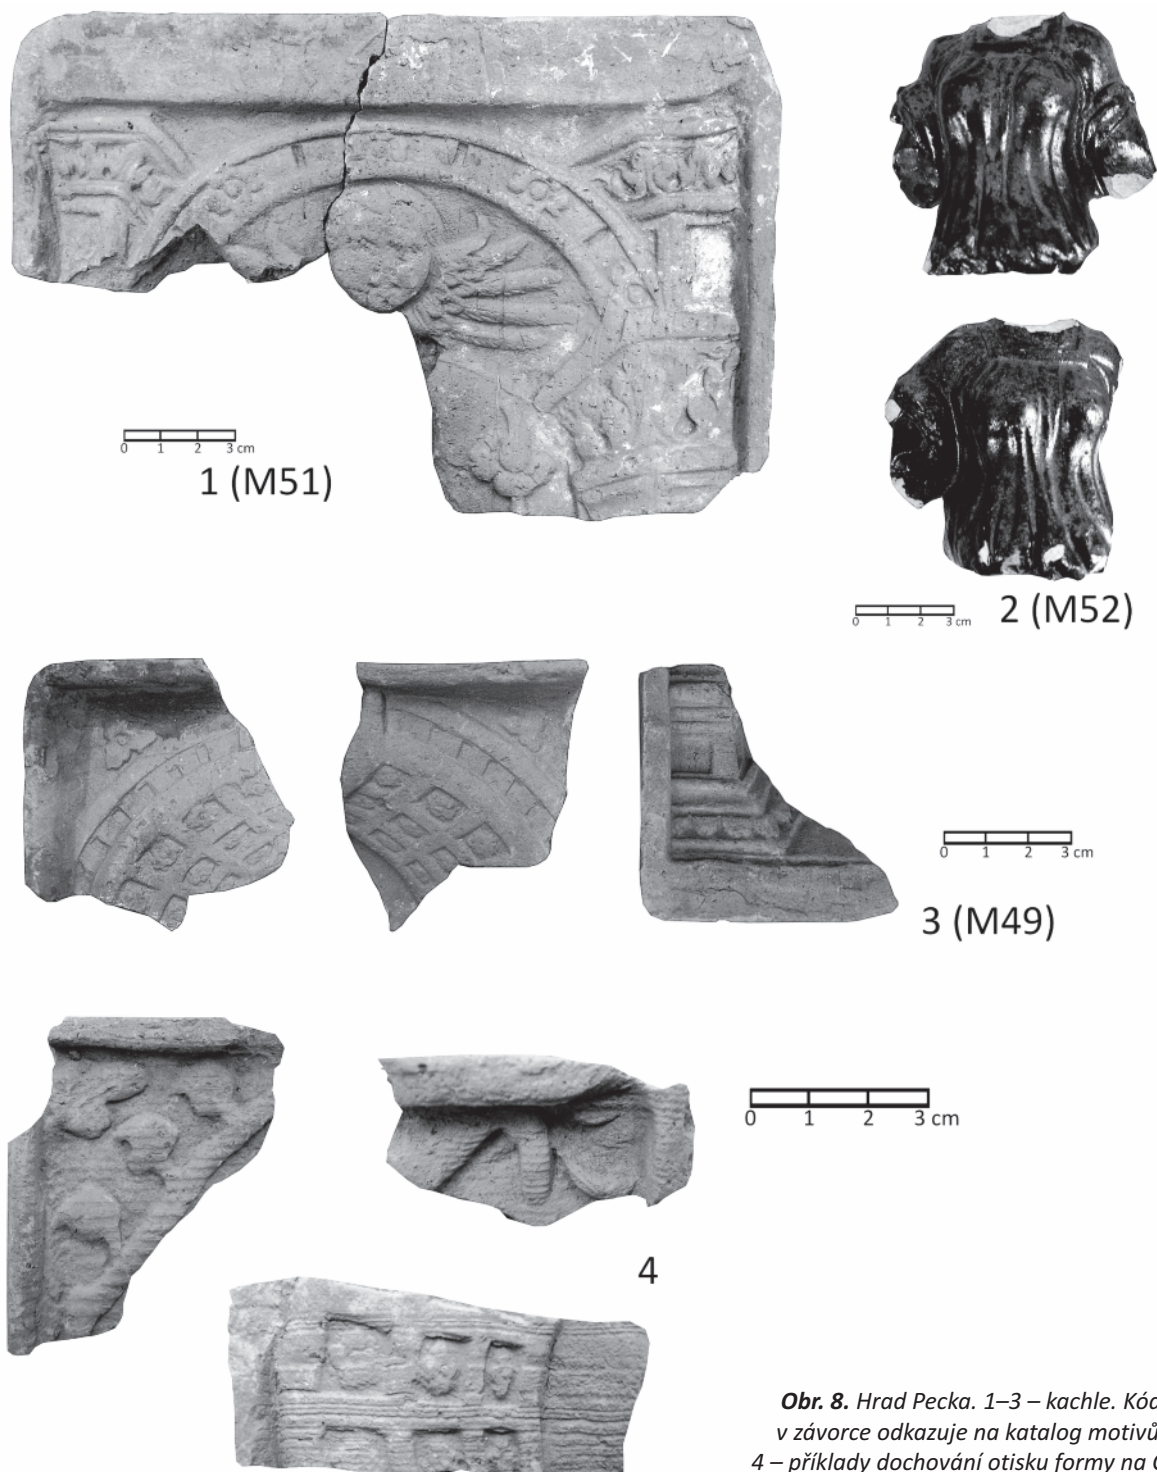 0 1 2 3 cm
1 (M51)
0 1 2 3 cm
2 (M52)
0 1 2 3 cm
3 (M49)
0 1 2 3 cm
4
Obr. 8. Hrad Pecka. 1–3 – kachle. Kód
v závorce odkazuje na katalog motivů
4 – příklady dochování otisku formy na